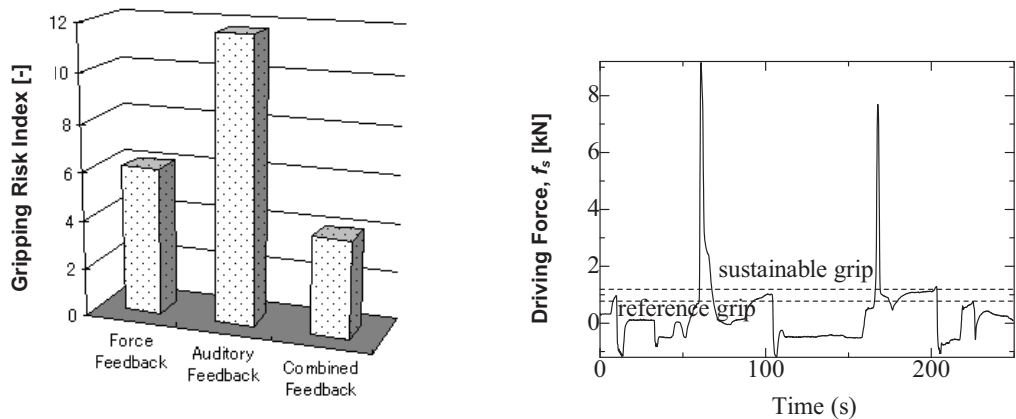 Gripping Risk Index [-]
12
10
8
6
4
2
0
Force
Feedback
Auditory
Feedback
Combined
Feedback
Driving Force, fs [kN]
8
6
4
2
0
sustainable grip
reference grip
0
100
200
Time (s)